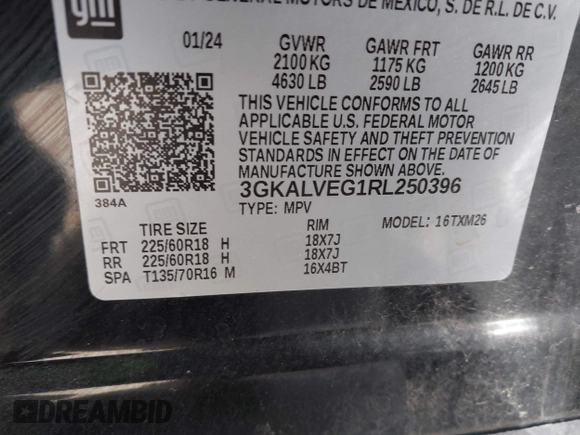 gm
GENERAL MOTORS DE MEXICO, S. DE R.L. DE C.V.
01/24 GVWR GAWR FRT GAWR RR
2100 KG 1175 KG 1200 KG
4630 LB 2590 LB 2645 LB
THIS VEHICLE CONFORMS TO ALL
APPLICABLE U.S. FEDERAL MOTOR
VEHICLE SAFETY AND THEFT PREVENTION
STANDARDS IN EFFECT ON THE DATE OF
384A 3GKALVEG1RL250396
TYPE: MPV MODEL: 16TXM26
TIRE SIZE RIM
FRT 225/60R18 H 18X7J
RR 225/60R18 H 18X7J
SPA T135/70R16 M 16X4BT
DREAMBID